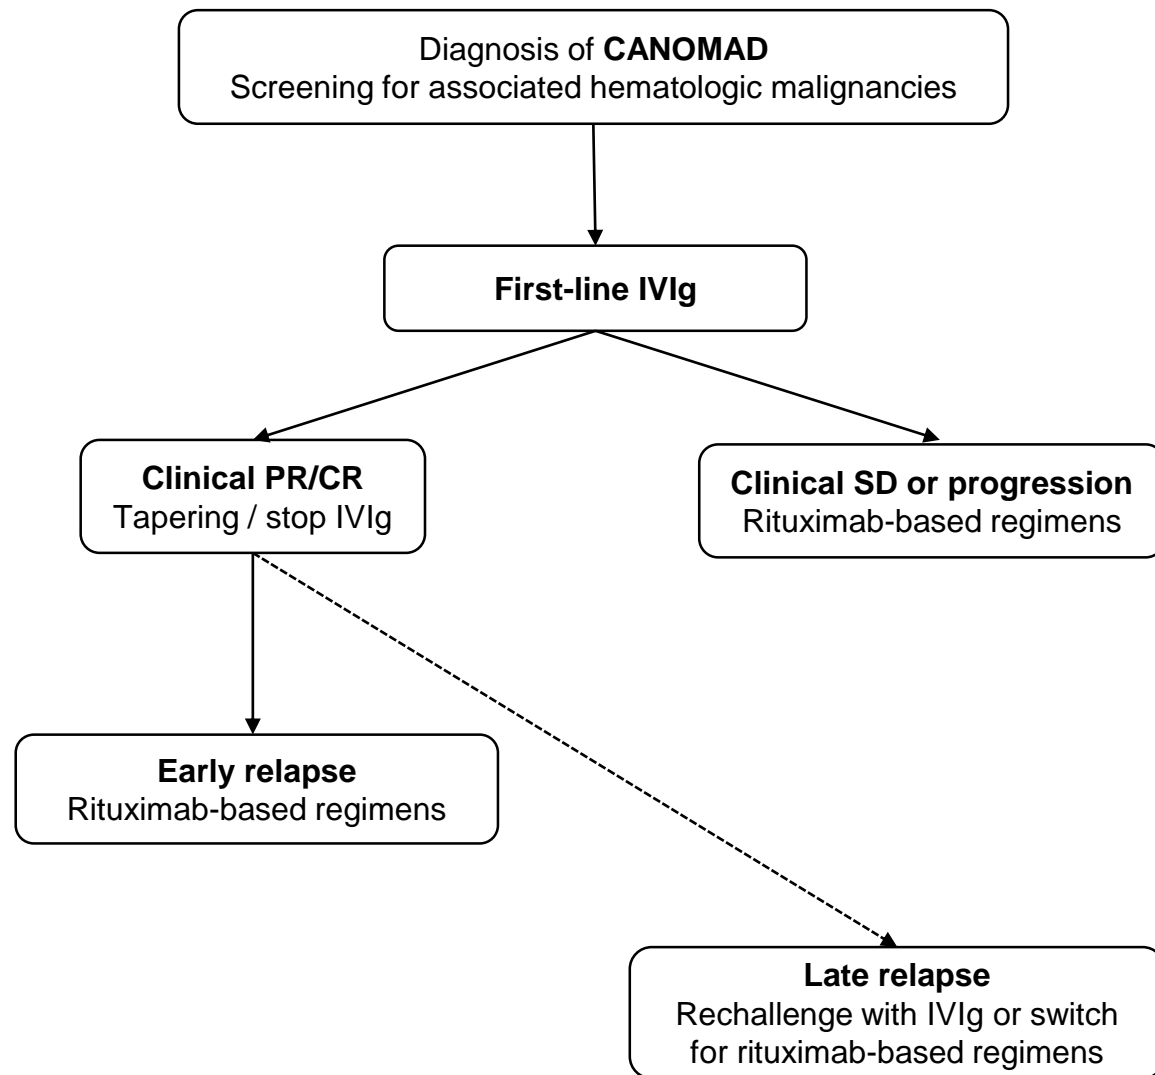 Diagnosis of CANOMAD
Screening for associated hematologic malignancies
First-line IVIg
Clinical PR/CR
Tapering / stop IVIg
Clinical SD or progression
Rituximab-based regimens
Early relapse
Rituximab-based regimens
Late relapse
Rechallenge with IVIg or switch
for rituximab-based regimens